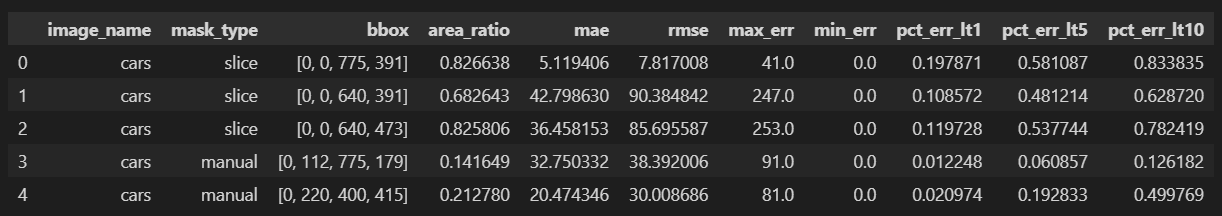 image_name mask_type bbox area_ratio mae rmse max_err min_err pct_err_lt1 pct_err_lt5 pct_err_lt10
0 cars slice [0, 0, 775, 391] 0.826638 5.119406 7.817008 41.0 0.0 0.197871 0.581087 0.833835
1 cars slice [0, 0, 640, 391] 0.682643 42.798630 90.384842 247.0 0.0 0.108572 0.481214 0.628720
2 cars slice [0, 0, 640, 473] 0.825806 36.458153 85.695587 253.0 0.0 0.119728 0.537744 0.782419
3 cars manual [0, 112, 775, 179] 0.141649 32.750332 38.392006 91.0 0.0 0.012248 0.060857 0.126182
4 cars manual [0, 220, 400, 415] 0.212780 20.474346 30.008686 81.0 0.0 0.020974 0.192833 0.499769